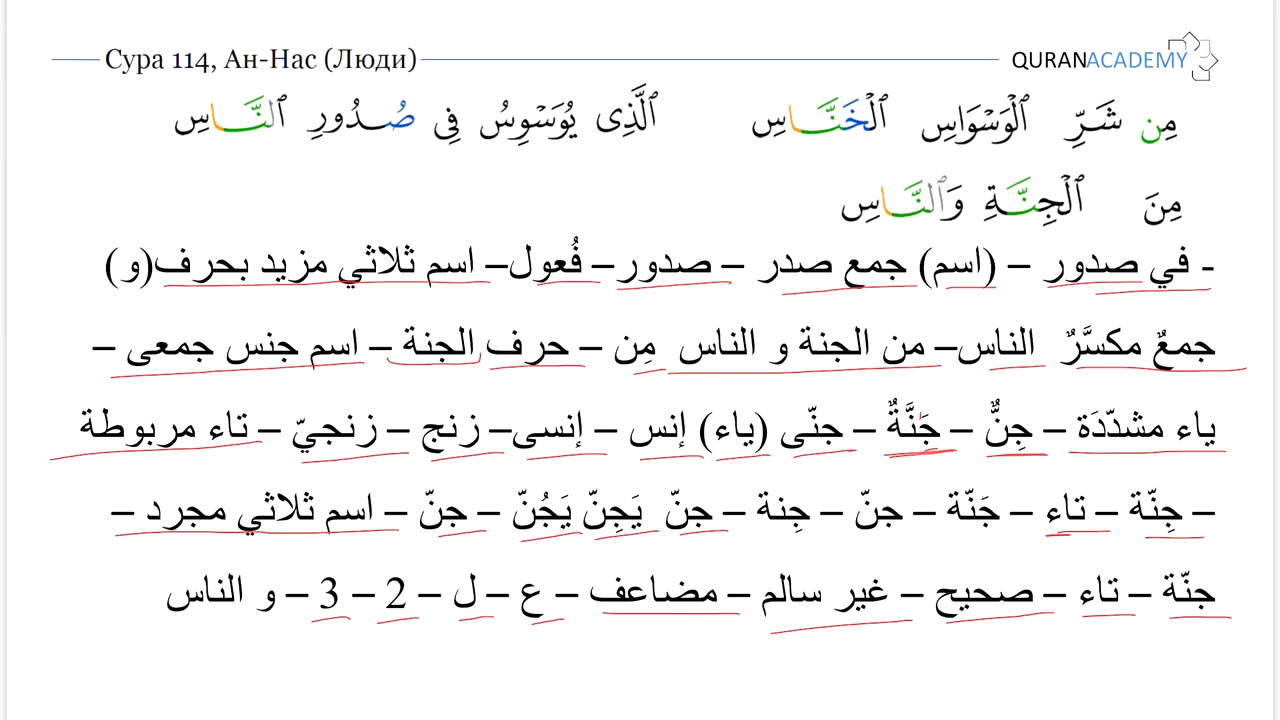 Сура 114, Ан-Нас (Люди)
QURANACADEMY
مِن شَرِّ ٱلْوَسْوَاسِ ٱلْخَنَّاسِ ٱلَّذِى يُوَسْوِسُ فِى صُدُورِ ٱلنَّاسِ
مِنَ ٱلْجِنَّةِ وَٱلنَّاسِ
- في صدور – (اسم) جمع صدر – صدور – فُعول – اسم ثلاثي مزيد بحرف(و)
جمعٌ مكسَّرٌ الناس – من الجنة و الناس مِن – حرف الجنة – اسم جنس جمعى –
ياء مشدّدَة – جِنٌّ – جَنَّةٌ – جنّى (ياء) إنس – إنسى – زنج – زنجيّ – تاء مربوطة
– جِنّة – تاء – جَنّة – جنّ – جِنة – جنّ يَجِنّ يَجُنّ – جنّ – اسم ثلاثي مجرد –
جنّة – تاء – صحيح – غير سالم – مضاعف – ع – ل – 2 – 3 – و الناس